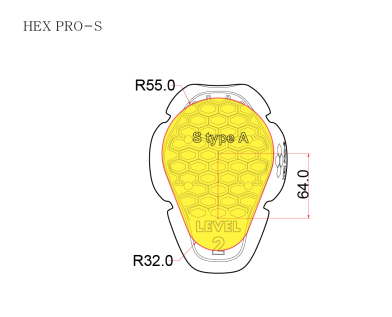 HEX PRO-S
R55.0
S type A
64.0
LEVEL
2
R32.0